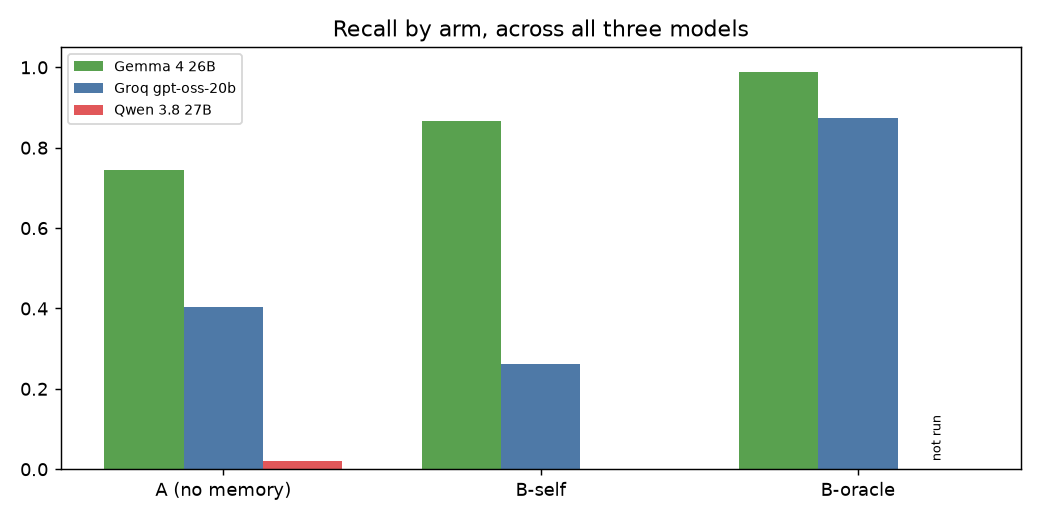 Recall by arm, across all three models
Gemma 4 26B
Groq gpt-oss-20b
Qwen 3.8 27B
1.0
0.8
0.6
0.4
0.2
0.0
not run
A (no memory)
B-self
B-oracle